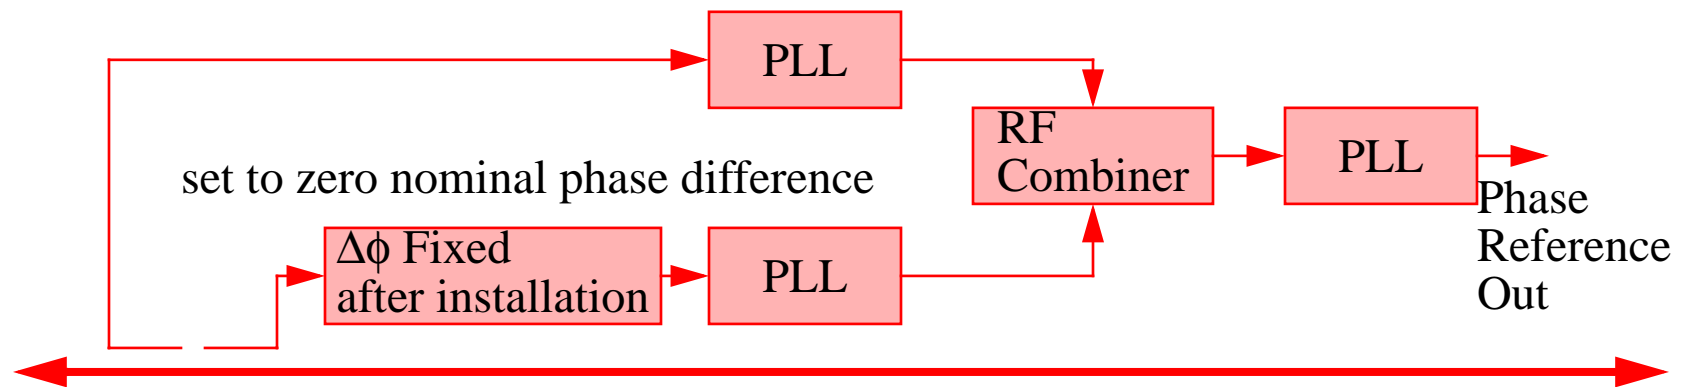 PLL
RF
Combiner
PLL
set to zero nominal phase difference
Phase
Reference
Out
Δϕ Fixed
after installation
PLL